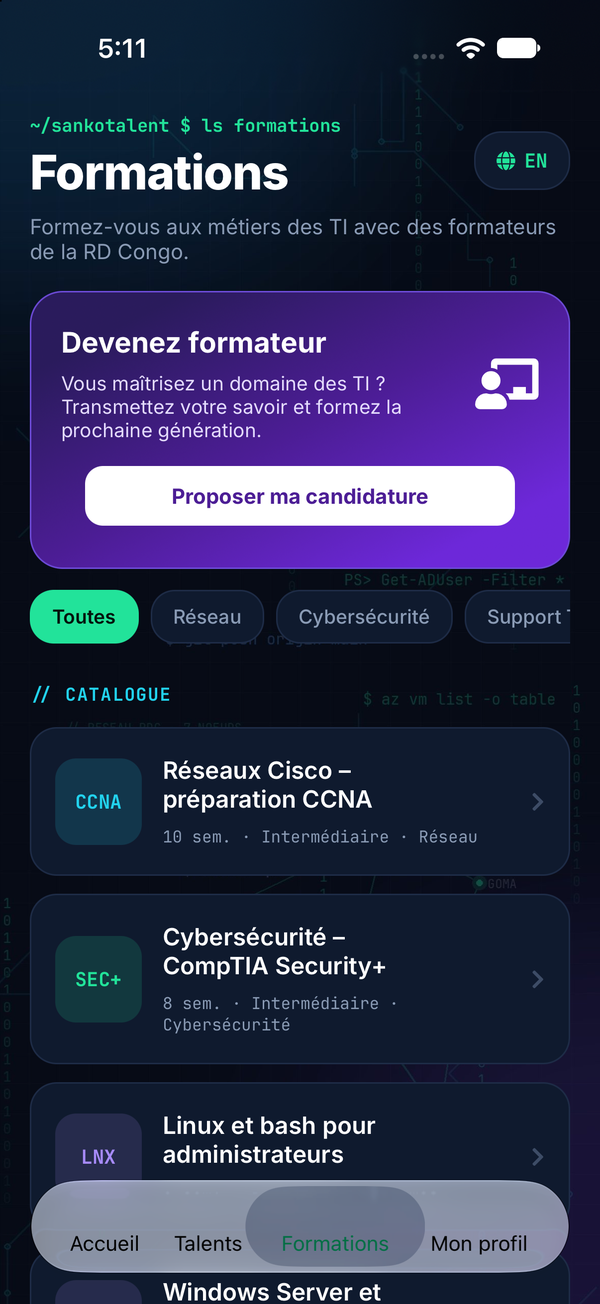 5:11
~/sankotalent $ ls formations
Formations
EN
Formez-vous aux métiers des TI avec des formateurs
de la RD Congo.
Devenez formateur
Vous maîtrisez un domaine des TI ?
Transmettez votre savoir et formez la
prochaine génération.
Proposer ma candidature
PS> Get-ADUser -Filter *
Toutes
Réseau
Cybersécurité
Support
// CATALOGUE
$ az vm list -o table
CCNA
Réseaux Cisco –
préparation CCNA
10 sem. · Intermédiaire · Réseau
GOMA
SEC+
Cybersécurité –
CompTIA Security+
8 sem. · Intermédiaire ·
Cybersécurité
LNX
Linux et bash pour
administrateurs
Accueil
Talents
Formations
Mon profil
Windows Server et